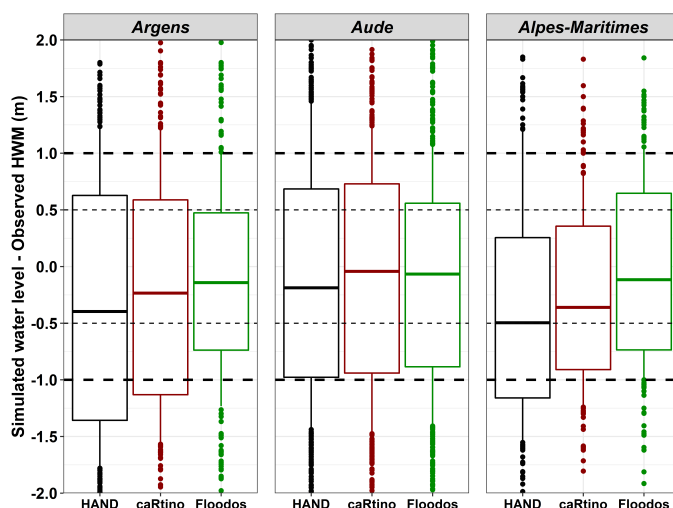 Argens
Aude
Alpes-Maritimes
Simulated water level - Observed HWM (m)
2.0
1.5
1.0
0.5
0.0
-0.5
-1.0
-1.5
-2.0
HAND caRtino Floodos
HAND caRtino Floodos
HAND caRtino Floodos